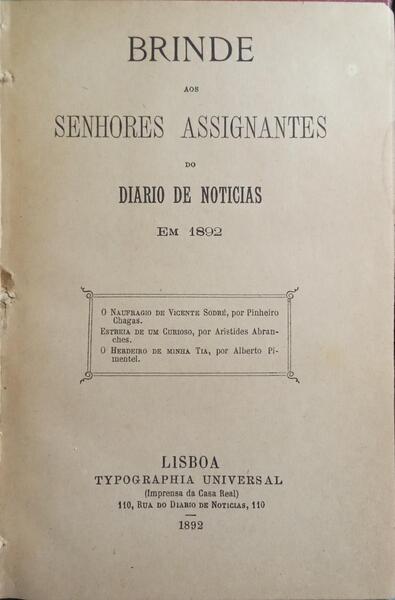 BRINDE
AOS
SENHORES ASSIGNANTES
DO
DIARIO DE NOTICIAS
EM 1892
O NAUFRAGIO DE VICENTE SODRÉ, por Pinheiro
Chagas.
ESTREIA DE UM CURIOSO, por Aristides Abran-
ches.
O HERDEIRO DE MINHA TIA, por Alberto Pi-
mentel.
LISBOA
TYPOGRAPHIA UNIVERSAL
(Imprensa da Casa Real)
110, RUA DO DIARIO DE NOTICIAS, 110
1892